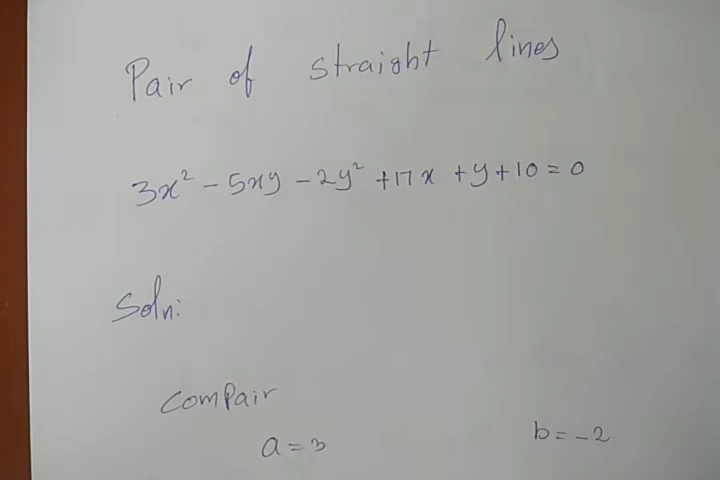 Pair of straight lines
3x² - 5xy - 2y² + 17x + y + 10 = 0
Soln:
Compair
a = 3 b = -2